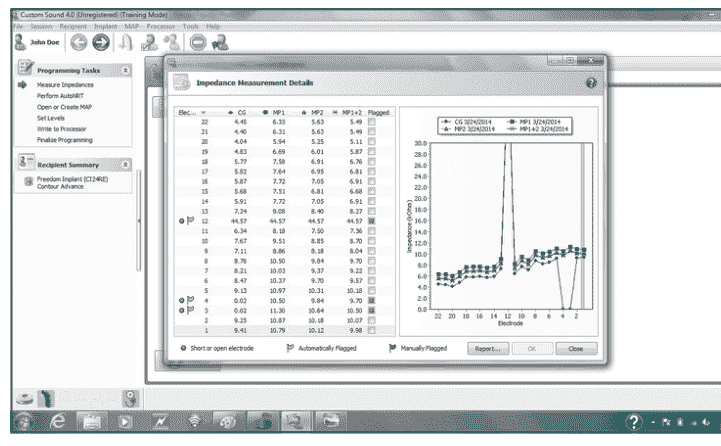 Custom Sound 4.0 (Unregistered) (Training Mode)
File Session Recipient Implant MAP Processor Tools Help
John Doe
Programming Tasks
Measure Impedances
Perform AutoNRT
Open or Create MAP
Set Levels
Write to Processor
Finalize Programming
Recipient Summary
Freedom Implant (CI24RE)
Contour Advance
Impedance Measurement Details
Elec... CG MP1 MP2 MP1+2 Flagged
22 4.45 6.33 5.63 5.49
21 4.40 6.31 5.63 5.49
20 4.04 5.94 5.25 5.11
19 4.83 6.69 6.01 5.87
18 5.77 7.58 6.91 6.76
17 5.82 7.64 6.95 6.81
16 5.87 7.72 7.05 6.91
15 5.68 7.51 6.81 6.68
14 5.91 7.72 7.05 6.91
13 7.24 9.08 8.40 8.27
12 44.57 44.57 44.57 44.57
11 6.34 8.18 7.50 7.36
10 7.67 9.51 8.85 8.70
9 7.11 8.86 8.18 8.04
8 8.78 10.50 9.84 9.70
7 8.21 10.03 9.37 9.22
6 8.47 10.37 9.70 9.57
5 9.13 10.97 10.31 10.18
4 0.02 10.50 9.84 9.70
3 0.02 11.30 10.64 10.50
2 9.25 10.87 10.18 10.07
1 9.41 10.79 10.12 9.98
CG 3/24/2014 MP1 3/24/2014
MP2 3/24/2014 MP1+2 3/24/2014
Impedance (kOhm)
30.0
28.0
26.0
24.0
22.0
20.0
18.0
16.0
14.0
12.0
10.0
8.0
6.0
4.0
2.0
0.0
22 20 18 16 14 12 10 8 6 4 2
Electrode
Short or open electrode Automatically Flagged Manually Flagged Report... OK Close